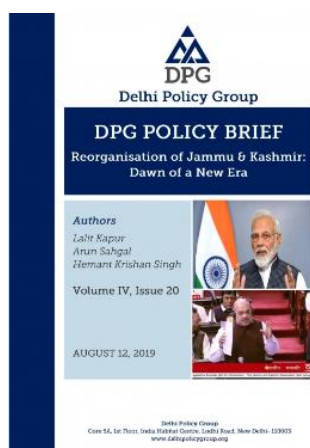 DPG
Delhi Policy Group
DPG POLICY BRIEF
Reorganisation of Jammu & Kashmir:
Dawn of a New Era
Authors
Lalit Kapur
Arun Sahgal
Hemant Krishan Singh
Volume IV, Issue 20
AUGUST 12, 2019
Delhi Policy Group
Core 5A, 1st Floor, India Habitat Centre, Lodhi Road, New Delhi- 110003
www.delhipolicygroup.org